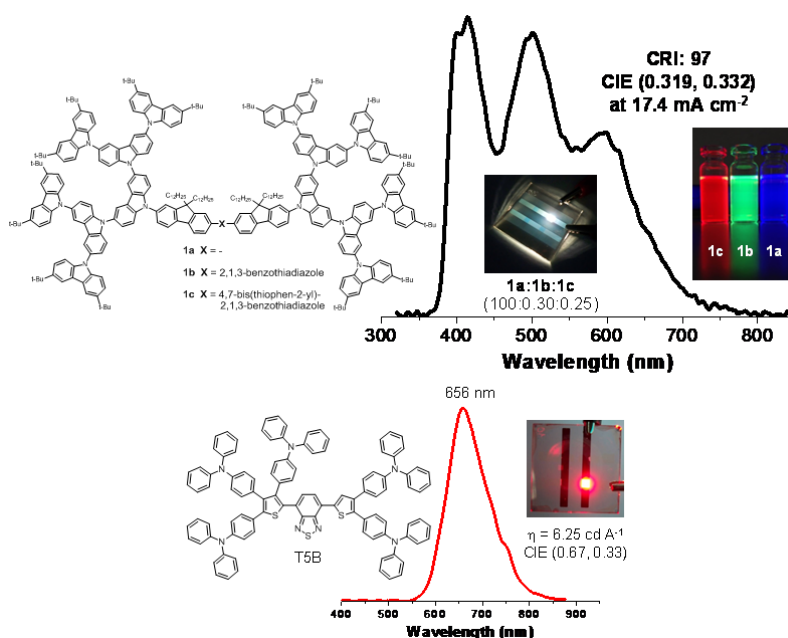 CRI: 97
CIE (0.319, 0.332)
at 17.4 mA cm-2
t-Bu t-Bu t-Bu t-Bu
t-Bu t-Bu t-Bu t-Bu
N N N N
N N N N
t-Bu t-Bu
t-Bu t-Bu
C12H25 C12H25
C12H25 C12H25
N N N N
X
N N
t-Bu t-Bu
N N
t-Bu t-Bu
N N
t-Bu t-Bu
t-Bu t-Bu
1a X = -
1b X = 2,1,3-benzothiadiazole
1c X = 4,7-bis(thiophen-2-yl)-
2,1,3-benzothiadiazole
1c 1b 1a
1a:1b:1c
(100:0.30:0.25)
300 400 500 600 700 800
Wavelength (nm)
656 nm
N
N N
S S
N N
S
N N
T5B
η = 6.25 cd A-1
CIE (0.67, 0.33)
400 500 600 700 800 900
Wavelength (nm)